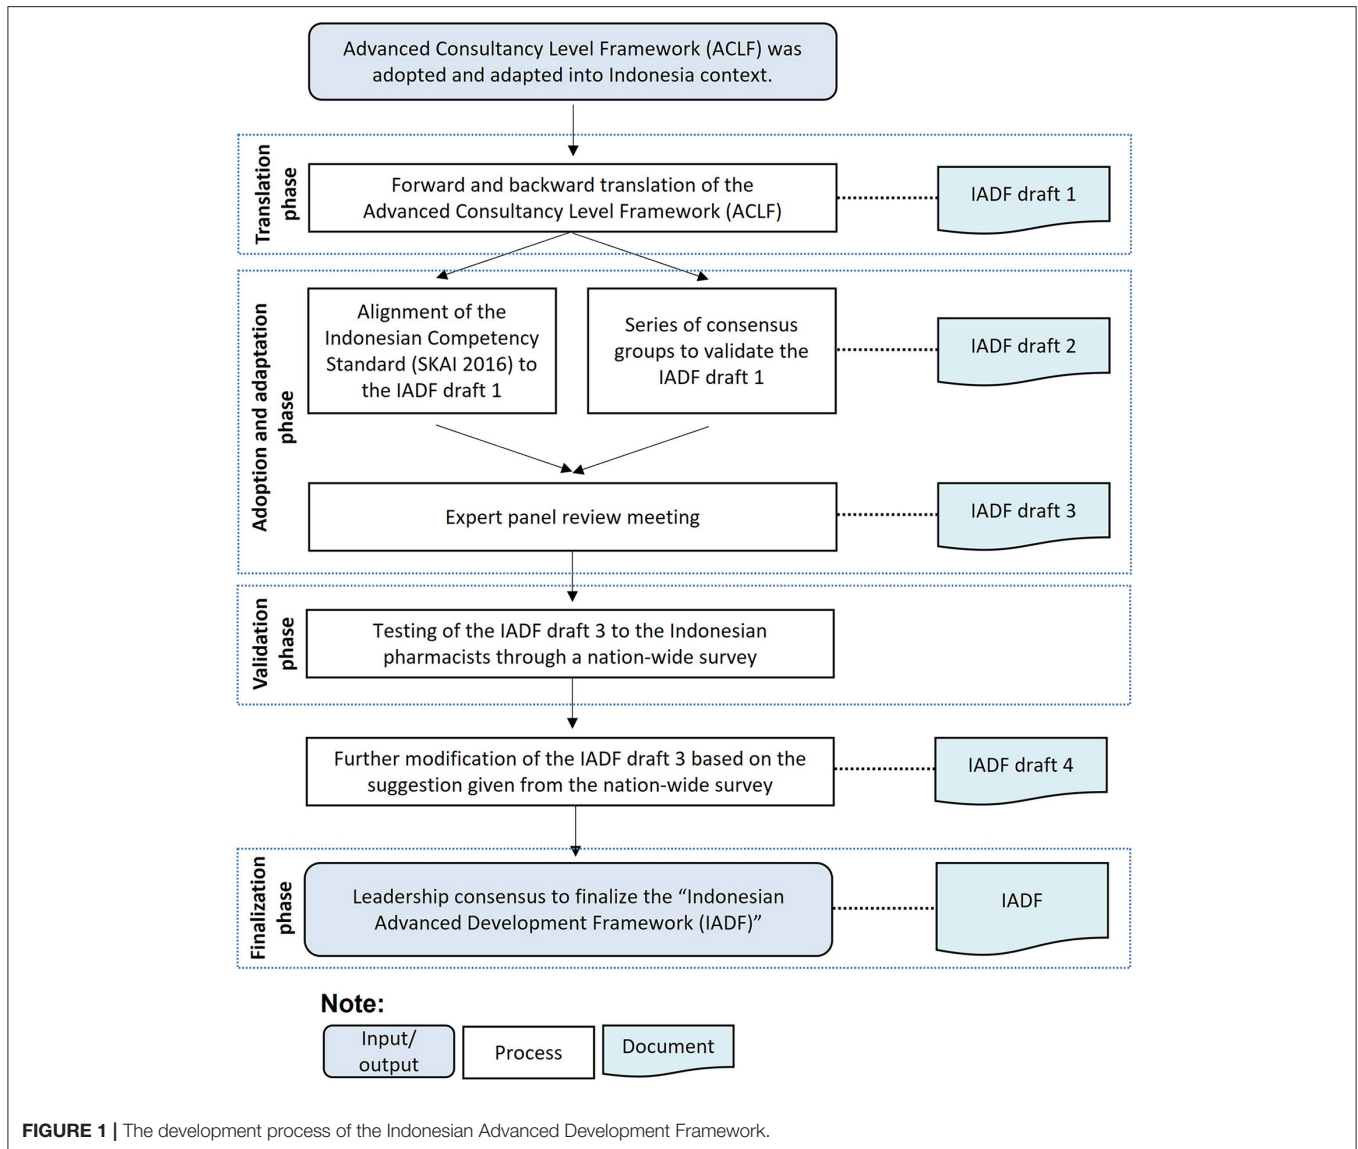 Advanced Consultancy Level Framework (ACLF) was
adopted and adapted into Indonesia context.
Translation
phase
Forward and backward translation of the
Advanced Consultancy Level Framework (ACLF)
IADF draft 1
Adoption and adaptation
phase
Alignment of the
Indonesian Competency
Standard (SKAI 2016) to
the IADF draft 1
Series of consensus
groups to validate the
IADF draft 1
IADF draft 2
Expert panel review meeting
IADF draft 3
Validation
phase
Testing of the IADF draft 3 to the Indonesian
pharmacists through a nation-wide survey
Further modification of the IADF draft 3 based on the
suggestion given from the nation-wide survey
IADF draft 4
Finalization
phase
Leadership consensus to finalize the “Indonesian
Advanced Development Framework (IADF)”
IADF
Note:
Input/
output
Process
Document
FIGURE 1 | The development process of the Indonesian Advanced Development Framework.